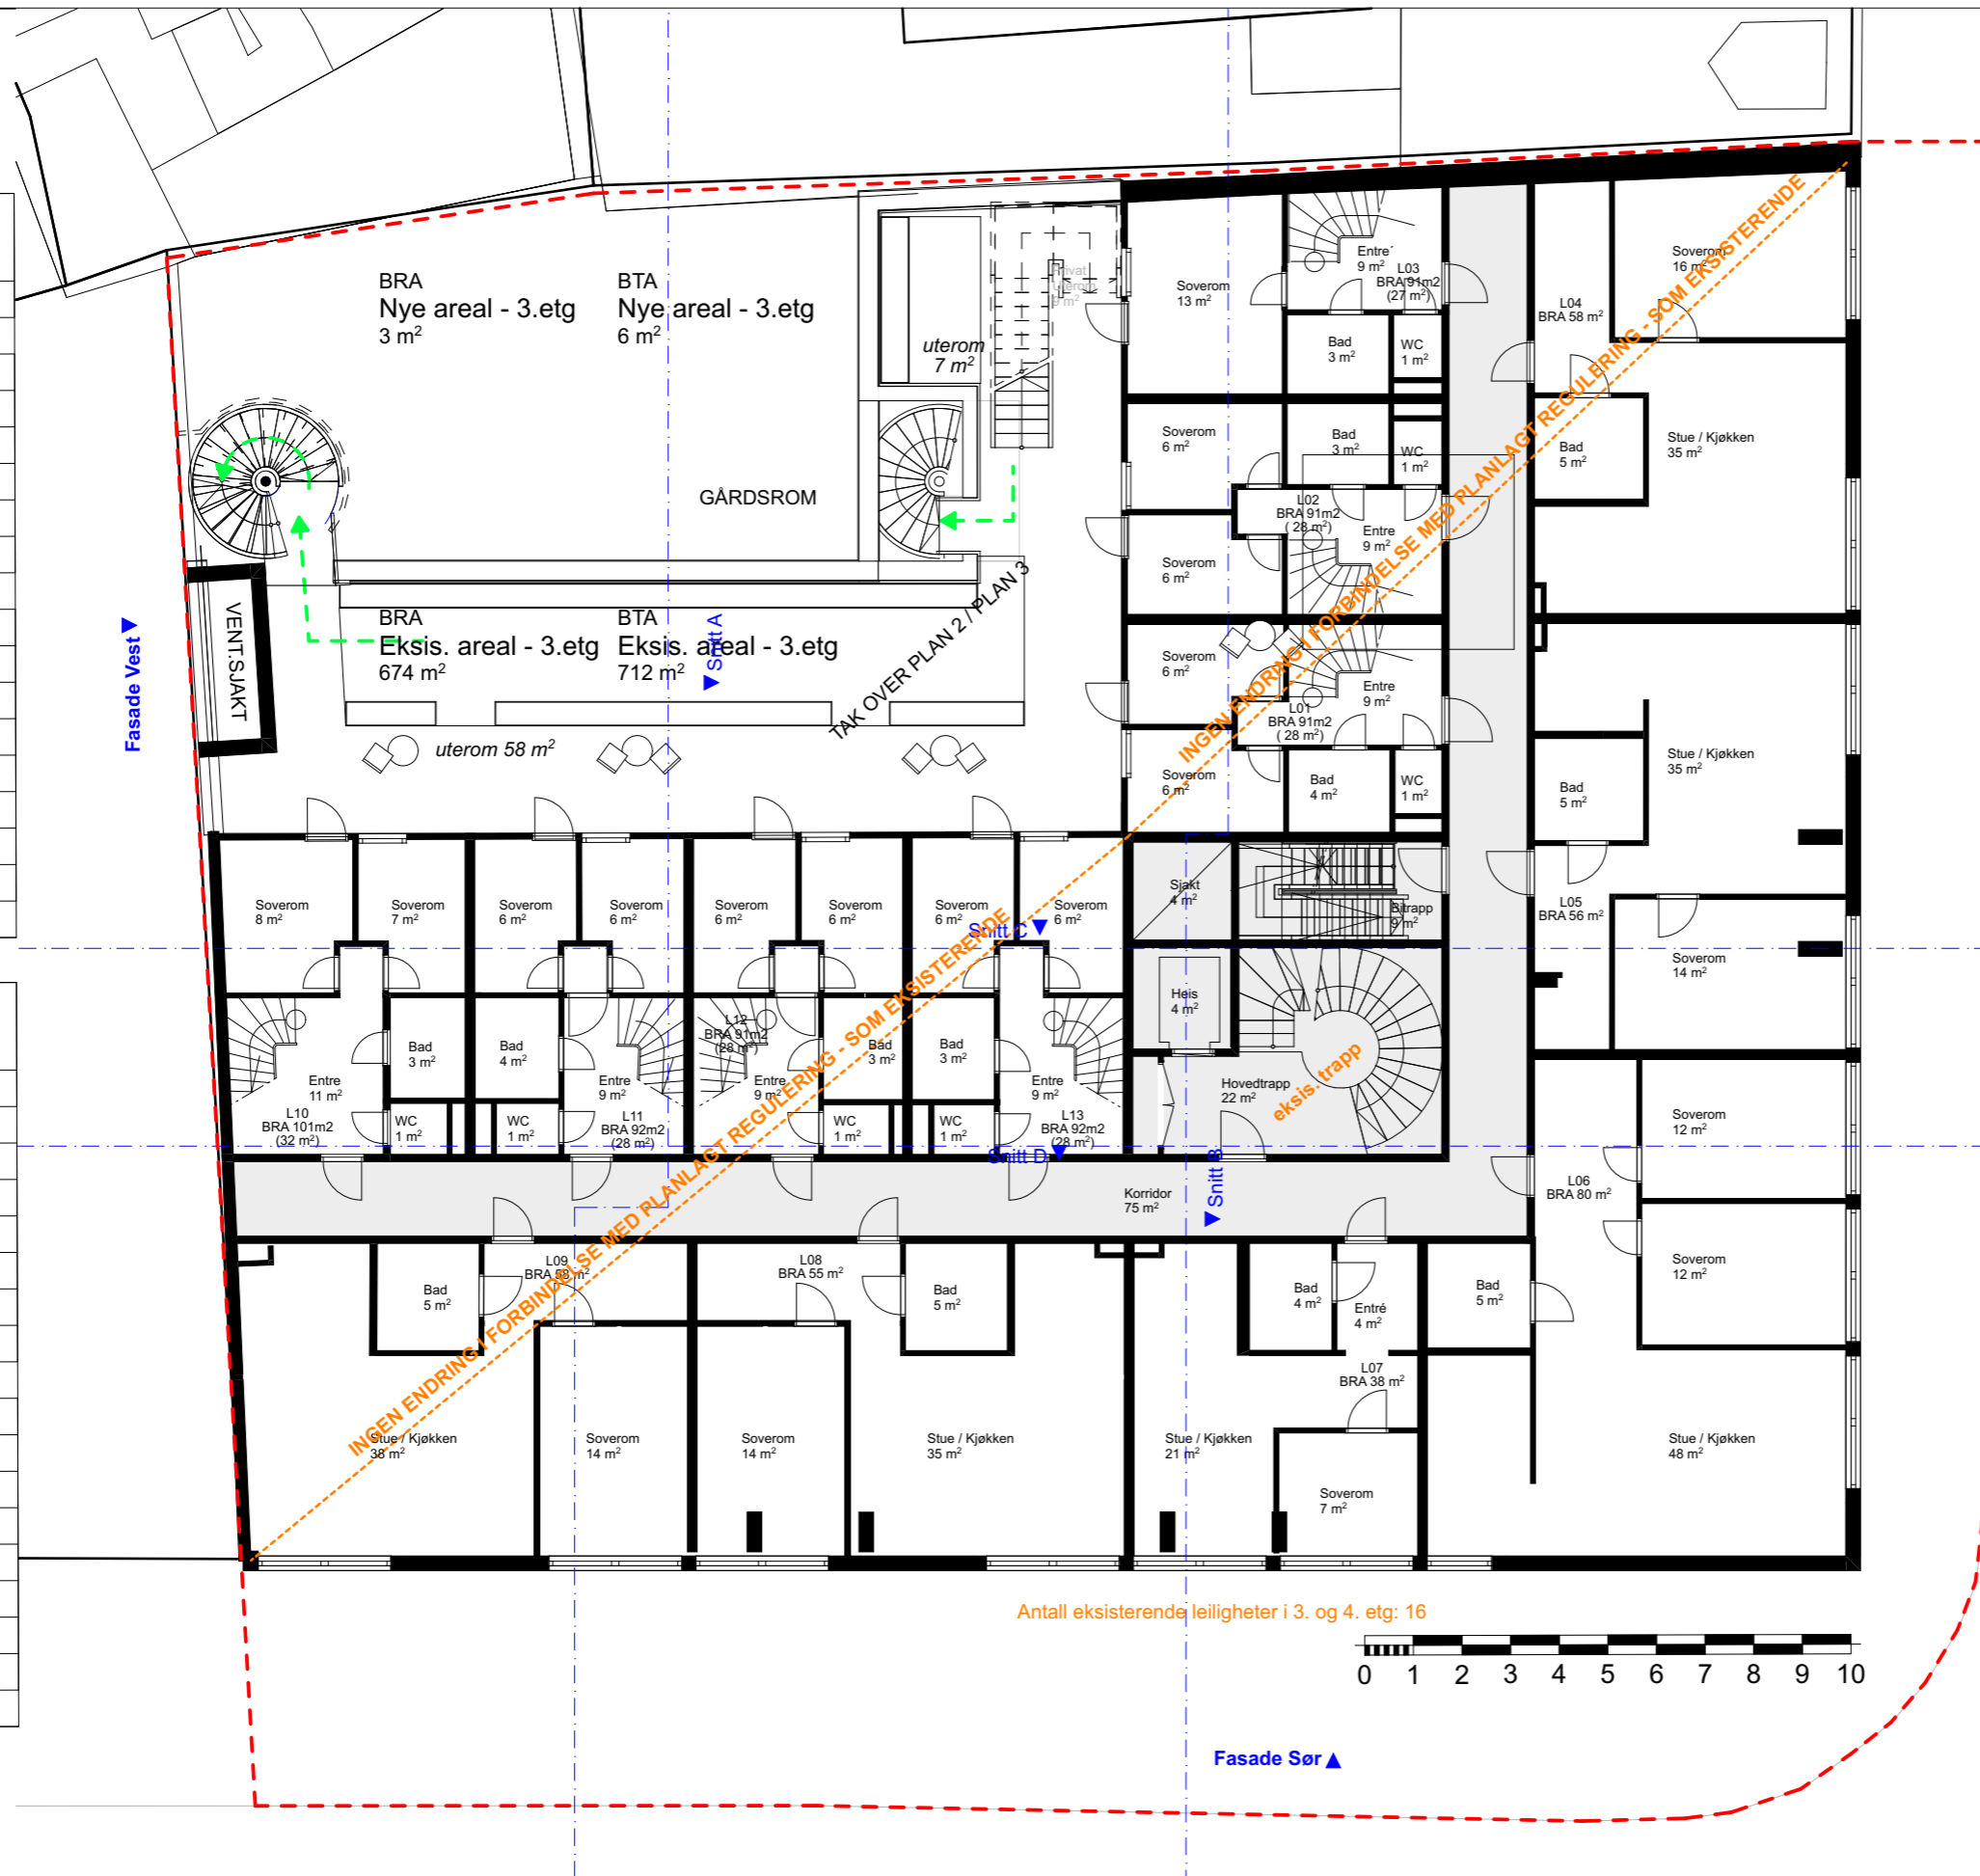 BRA
Nye areal - 3.etg
3 m²
BTA
Nye areal - 3.etg
6 m²
uterom
7 m²
Privat
Uterom
9 m²
GÅRDSROM
BRA
Eksis. areal - 3.etg
674 m²
BTA
Eksis. areal - 3.etg
712 m²
Snitt A
TAK OVER PLAN 2 / PLAN 3
VENT.SJAKT
Fasade Vest
uterom 58 m²
Soverom
13 m²
Entre´
9 m²
L03
BRA 91m2
(27 m²)
Bad
3 m²
WC
1 m²
L04
BRA 58 m²
Soverom
16 m²
Soverom
6 m²
Bad
3 m²
WC
1 m²
Bad
5 m²
Stue / Kjøkken
35 m²
L02
BRA 91m2
( 28 m²)
Entre
9 m²
Soverom
6 m²
Soverom
6 m²
Entre
9 m²
L01
BRA 91m2
( 28 m²)
Soverom
6 m²
Bad
4 m²
WC
1 m²
Stue / Kjøkken
35 m²
Bad
5 m²
L05
BRA 56 m²
Soverom
14 m²
INGEN ENDRING I FORBINDELSE MED PLANLAGT REGULERING - SOM EKSISTERENDE
Sjakt
4 m²
Bitrapp
9 m²
Heis
4 m²
Hovedtrapp
22 m²
eksis. trapp
Soverom
8 m²
Soverom
7 m²
Soverom
6 m²
Soverom
6 m²
Soverom
6 m²
Soverom
6 m²
Soverom
6 m²
Soverom
6 m²
Snitt C
Entre
11 m²
L10
BRA 101m2
(32 m²)
Bad
3 m²
WC
1 m²
Bad
4 m²
WC
1 m²
Entre
9 m²
L11
BRA 92m2
(28 m²)
L12
BRA 91m2
(28 m²)
Entre
9 m²
Bad
3 m²
WC
1 m²
Bad
3 m²
WC
1 m²
Entre
9 m²
L13
BRA 92m2
(28 m²)
Snitt D
Snitt B
Korridor
75 m²
L06
BRA 80 m²
Soverom
12 m²
Soverom
12 m²
Stue / Kjøkken
48 m²
Bad
5 m²
L09
BRA 58 m²
Bad
5 m²
Stue / Kjøkken
38 m²
Soverom
14 m²
L08
BRA 55 m²
Bad
5 m²
Soverom
14 m²
Stue / Kjøkken
35 m²
Bad
4 m²
Entré
4 m²
L07
BRA 38 m²
Stue / Kjøkken
21 m²
Soverom
7 m²
INGEN ENDRING I FORBINDELSE MED PLANLAGT REGULERING - SOM EKSISTERENDE
Antall eksisterende leiligheter i 3. og 4. etg: 16
0 1 2 3 4 5 6 7 8 9 10
Fasade Sør